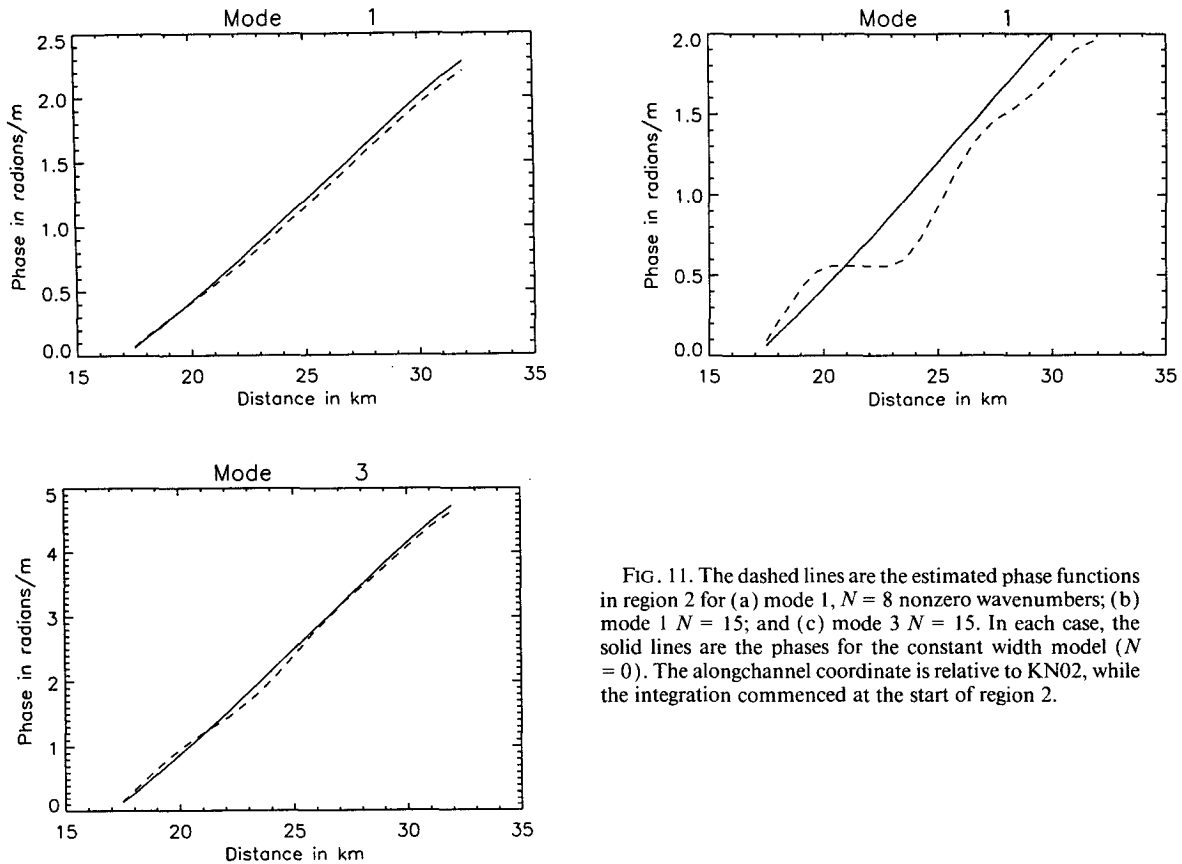 Mode 1
2.5
2.0
1.5
1.0
0.5
0.0
Phase in radians/m
15 20 25 30 35
Distance in km
Mode 1
2.0
1.5
1.0
0.5
0.0
Phase in radians/m
15 20 25 30 35
Distance in km
Mode 3
5
4
3
2
1
0
Phase in radians/m
15 20 25 30 35
Distance in km
FIG. 11. The dashed lines are the estimated phase functions
in region 2 for (a) mode 1, N = 8 nonzero wavenumbers; (b)
mode 1 N = 15; and (c) mode 3 N = 15. In each case, the
solid lines are the phases for the constant width model (N
= 0). The alongchannel coordinate is relative to KN02, while
the integration commenced at the start of region 2.